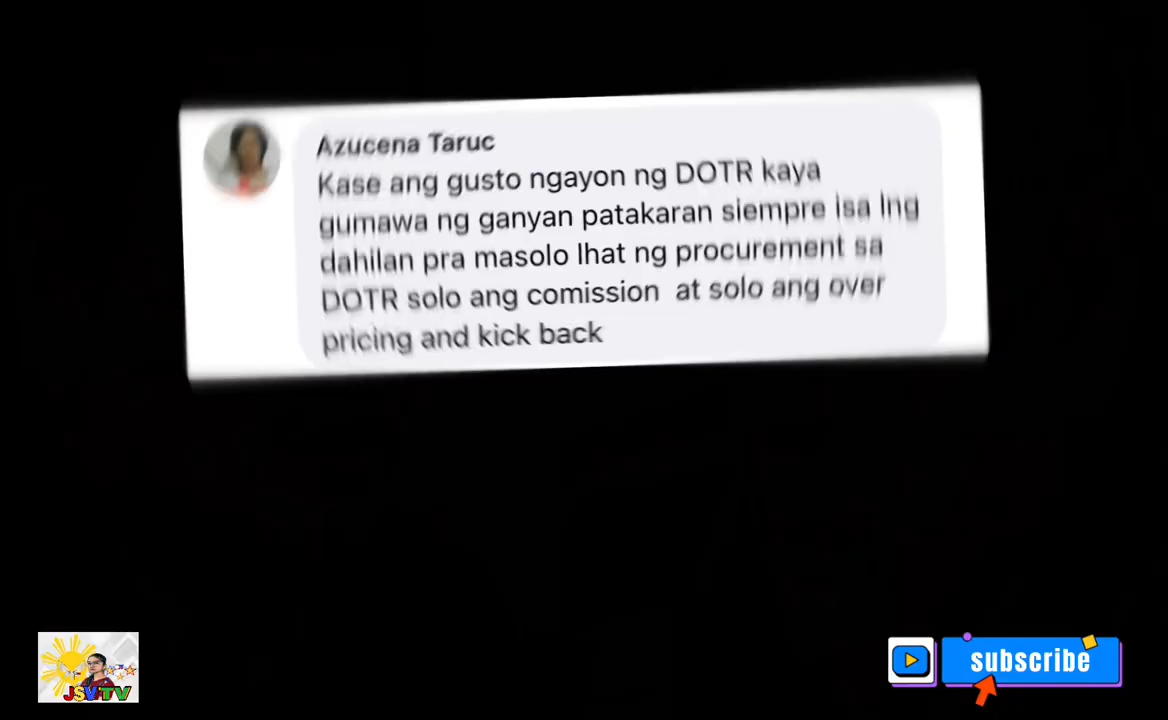 Azucena Taruc
Kase ang gusto ngayon ng DOTR kaya
gumawa ng ganyan patakaran siempre isa lng
dahilan pra masolo lhat ng procurement sa
DOTR solo ang comission at solo ang over
pricing and kick back
JSV TV
subscribe